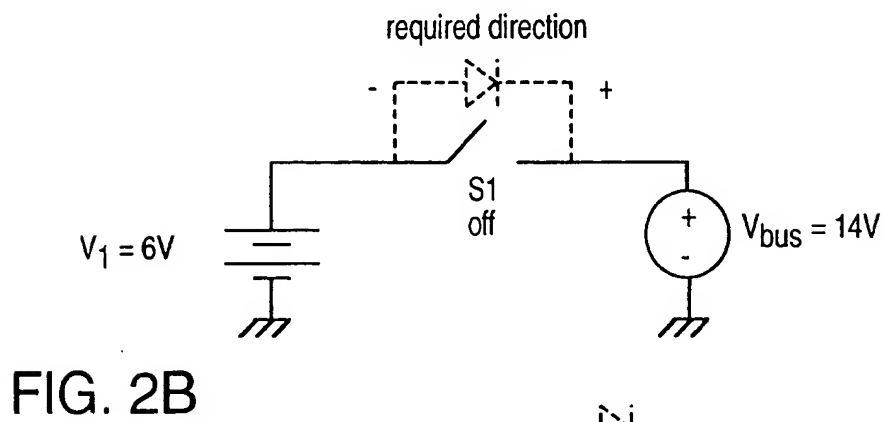 required direction
- +
S1
off
V1 = 6V
+
-
Vbus = 14V
FIG. 2B